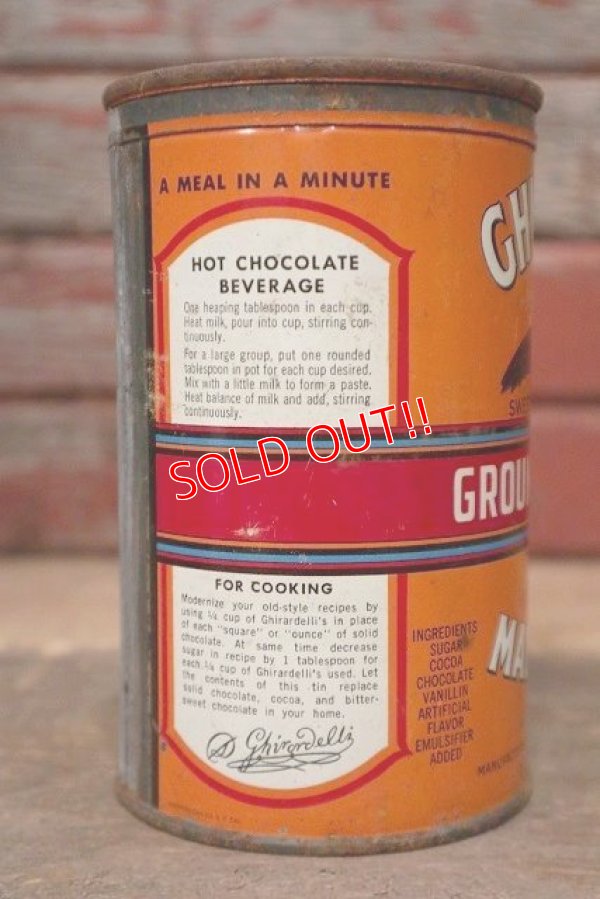 A MEAL IN A MINUTE
HOT CHOCOLATE
BEVERAGE
One heaping tablespoon in each cup.
Heat milk, pour into cup, stirring con-
tinuously.
For a large group, put one rounded
tablespoon in pot for each cup desired.
Mix with a little milk to form a paste.
Heat balance of milk and add, stirring
continuously.
SOLD OUT!!
GH
SW
GROU
FOR COOKING
Modernize your old-style recipes by
using ¼ cup of Ghirardelli's in place
of each "square" or "ounce" of solid
chocolate. At same time decrease
sugar in recipe by 1 tablespoon for
each ¼ cup of Ghirardelli's used. Let
the contents of this tin replace
solid chocolate, cocoa, and bitter-
sweet chocolate in your home.
D Ghirardelli
INGREDIENTS
SUGAR
COCOA
CHOCOLATE
VANILLIN
ARTIFICIAL
FLAVOR
EMULSIFIER
ADDED
MA
MANUF